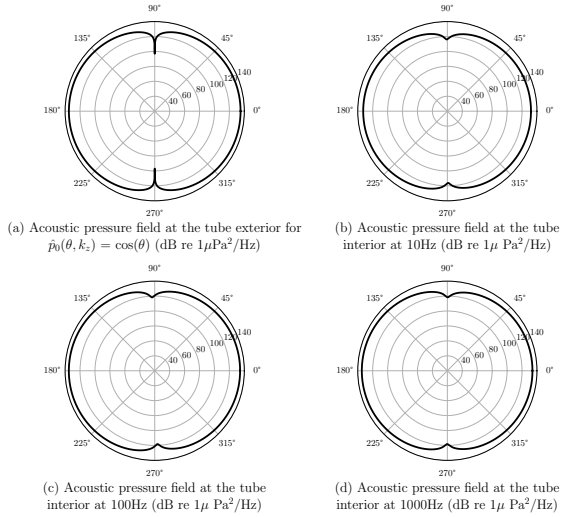 90°
135° 45°
180° 40 60 80 100 120 140 0°
225° 315°
270°
(a) Acoustic pressure field at the tube exterior for
p̂₀(θ, k_z) = cos(θ) (dB re 1μPa²/Hz)
90°
135° 45°
180° 40 60 80 100 120 140 0°
225° 315°
270°
(b) Acoustic pressure field at the tube
interior at 10Hz (dB re 1μ Pa²/Hz)
90°
135° 45°
180° 40 60 80 100 120 140 0°
225° 315°
270°
(c) Acoustic pressure field at the tube
interior at 100Hz (dB re 1μ Pa²/Hz)
90°
135° 45°
180° 40 60 80 100 120 140 0°
225° 315°
270°
(d) Acoustic pressure field at the tube
interior at 1000Hz (dB re 1μ Pa²/Hz)